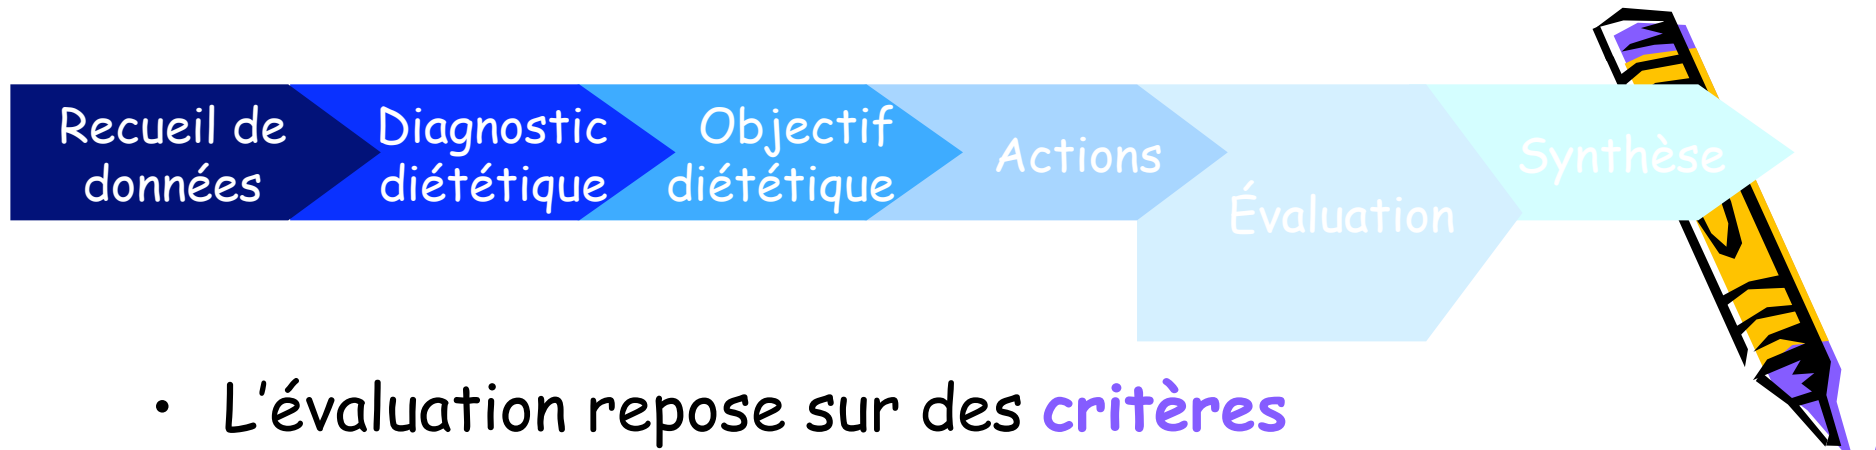 Recueil de
données
Diagnostic
diététique
Objectif
diététique
Actions
Évaluation
Synthèse
• L’évaluation repose sur des critères